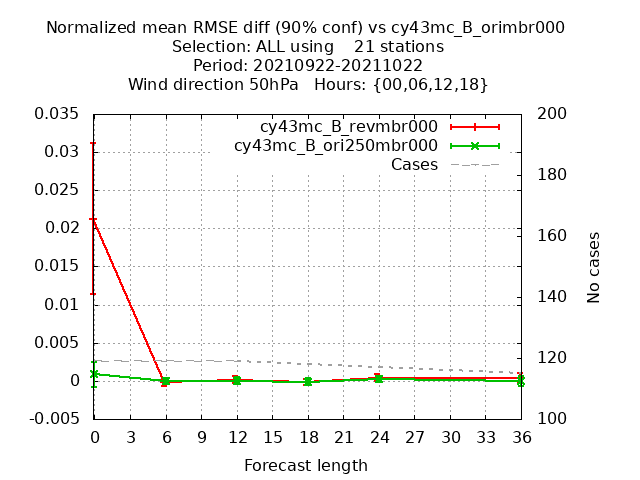 Normalized mean RMSE diff (90% conf) vs cy43mc_B_orimbr000
Selection: ALL using    21 stations
Period: 20210922-20211022
Wind direction 50hPa   Hours: {00,06,12,18}
cy43mc_B_revmbr000
cy43mc_B_ori250mbr000
Cases
0.035
0.03
0.025
0.02
0.015
0.01
0.005
0
-0.005
200
180
160
140
120
100
No cases
0 3 6 9 12 15 18 21 24 27 30 33 36
Forecast length